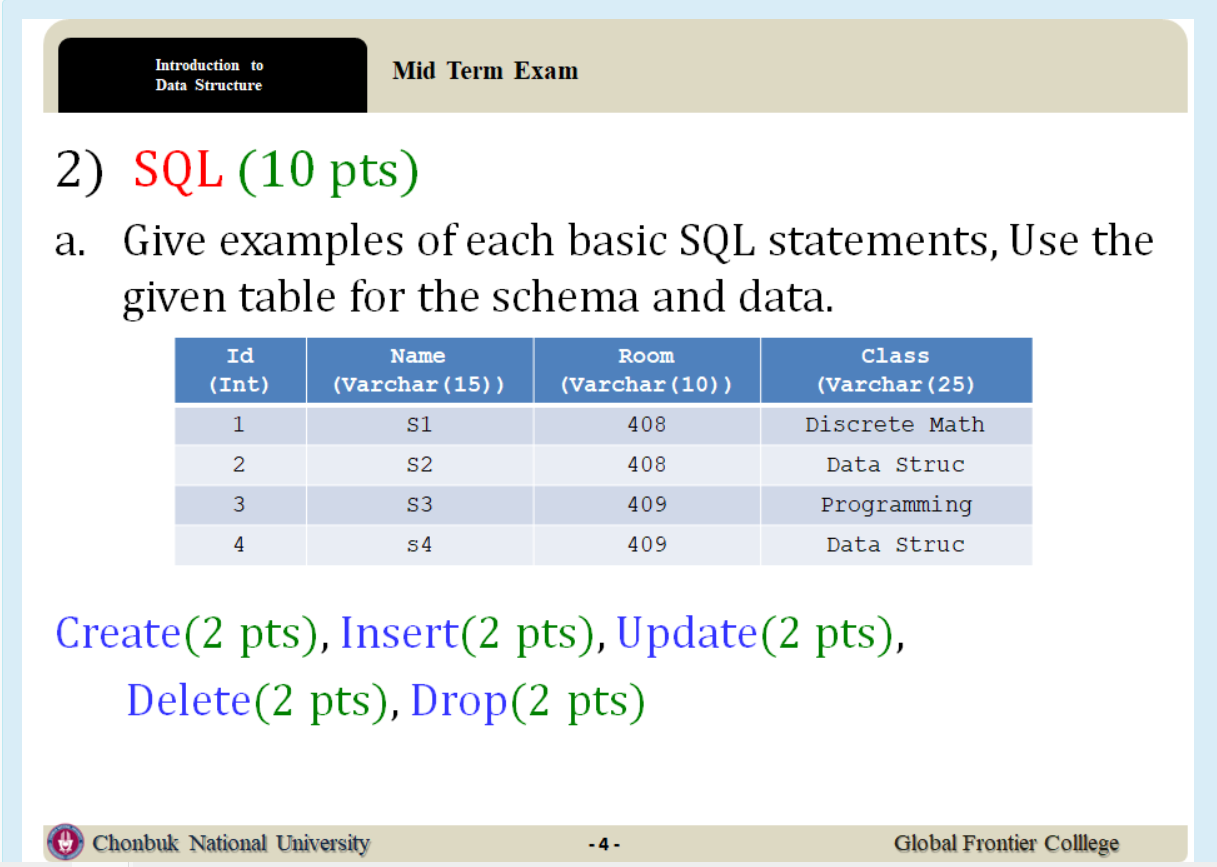 Introduction to
Data Structure
Mid Term Exam
2) SQL (10 pts)
a. Give examples of each basic SQL statements, Use the
given table for the schema and data.
Id Name Room Class
(Int) (Varchar(15)) (Varchar(10)) (Varchar(25)
1 S1 408 Discrete Math
2 S2 408 Data Struc
3 S3 409 Programming
4 s4 409 Data Struc
Create(2 pts), Insert(2 pts), Update(2 pts),
Delete(2 pts), Drop(2 pts)
Chonbuk National University - 4 - Global Frontier Colllege